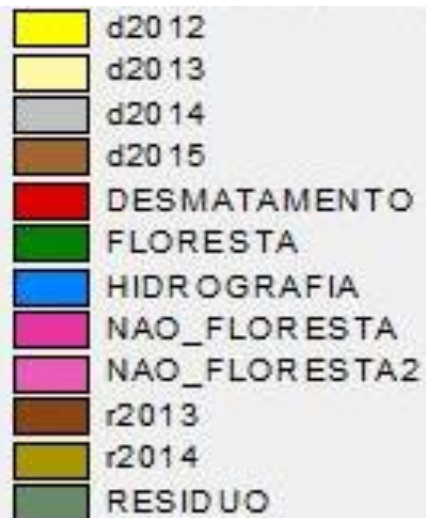 d2012
d2013
d2014
d2015
DESMATAMENTO
FLORESTA
HIDROGRAFIA
NAO_FLORESTA
NAO_FLORESTA2
r2013
r2014
RESIDUO